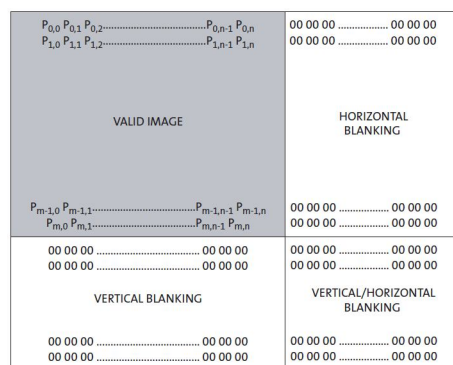 P0,0 P0,1 P0,2.....................................P0,n-1 P0,n
P1,0 P1,1 P1,2.....................................P1,n-1 P1,n
00 00 00 ................. 00 00 00
00 00 00 ................. 00 00 00
VALID IMAGE
HORIZONTAL
BLANKING
Pm-1,0 Pm-1,1.....................................Pm-1,n-1 Pm-1,n
Pm,0 Pm,1.....................................Pm,n-1 Pm,n
00 00 00 ................. 00 00 00
00 00 00 ................. 00 00 00
00 00 00 ..................................... 00 00 00
00 00 00 ..................................... 00 00 00
00 00 00 ................. 00 00 00
00 00 00 ................. 00 00 00
VERTICAL BLANKING
VERTICAL/HORIZONTAL
BLANKING
00 00 00 ..................................... 00 00 00
00 00 00 ..................................... 00 00 00
00 00 00 ................. 00 00 00
00 00 00 ................. 00 00 00